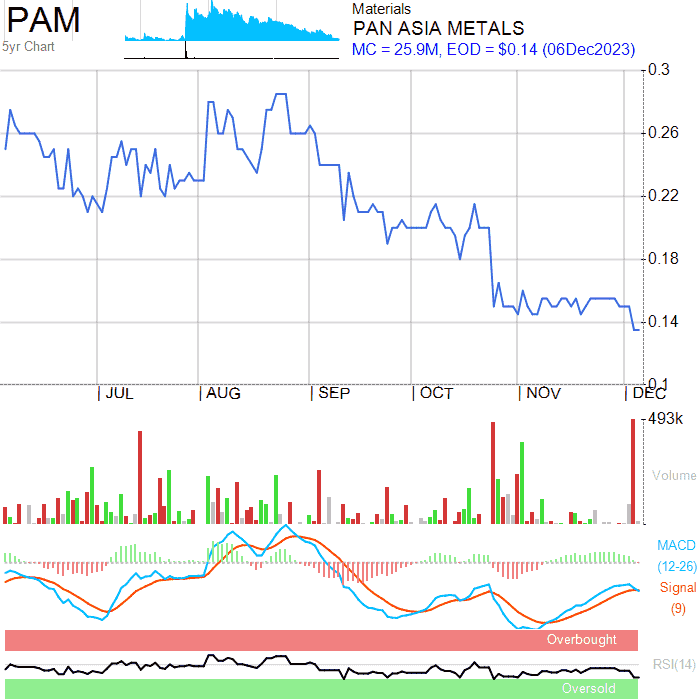 PAM
5yr Chart
Materials
PAN ASIA METALS
MC = 25.9M, EOD = $0.14 (06Dec2023)
0.3
0.26
0.22
0.18
0.14
0.1
JUL AUG SEP OCT NOV DEC
493k
Volume
MACD
(12-26)
Signal
(9)
Overbought
RSI(14)
Oversold